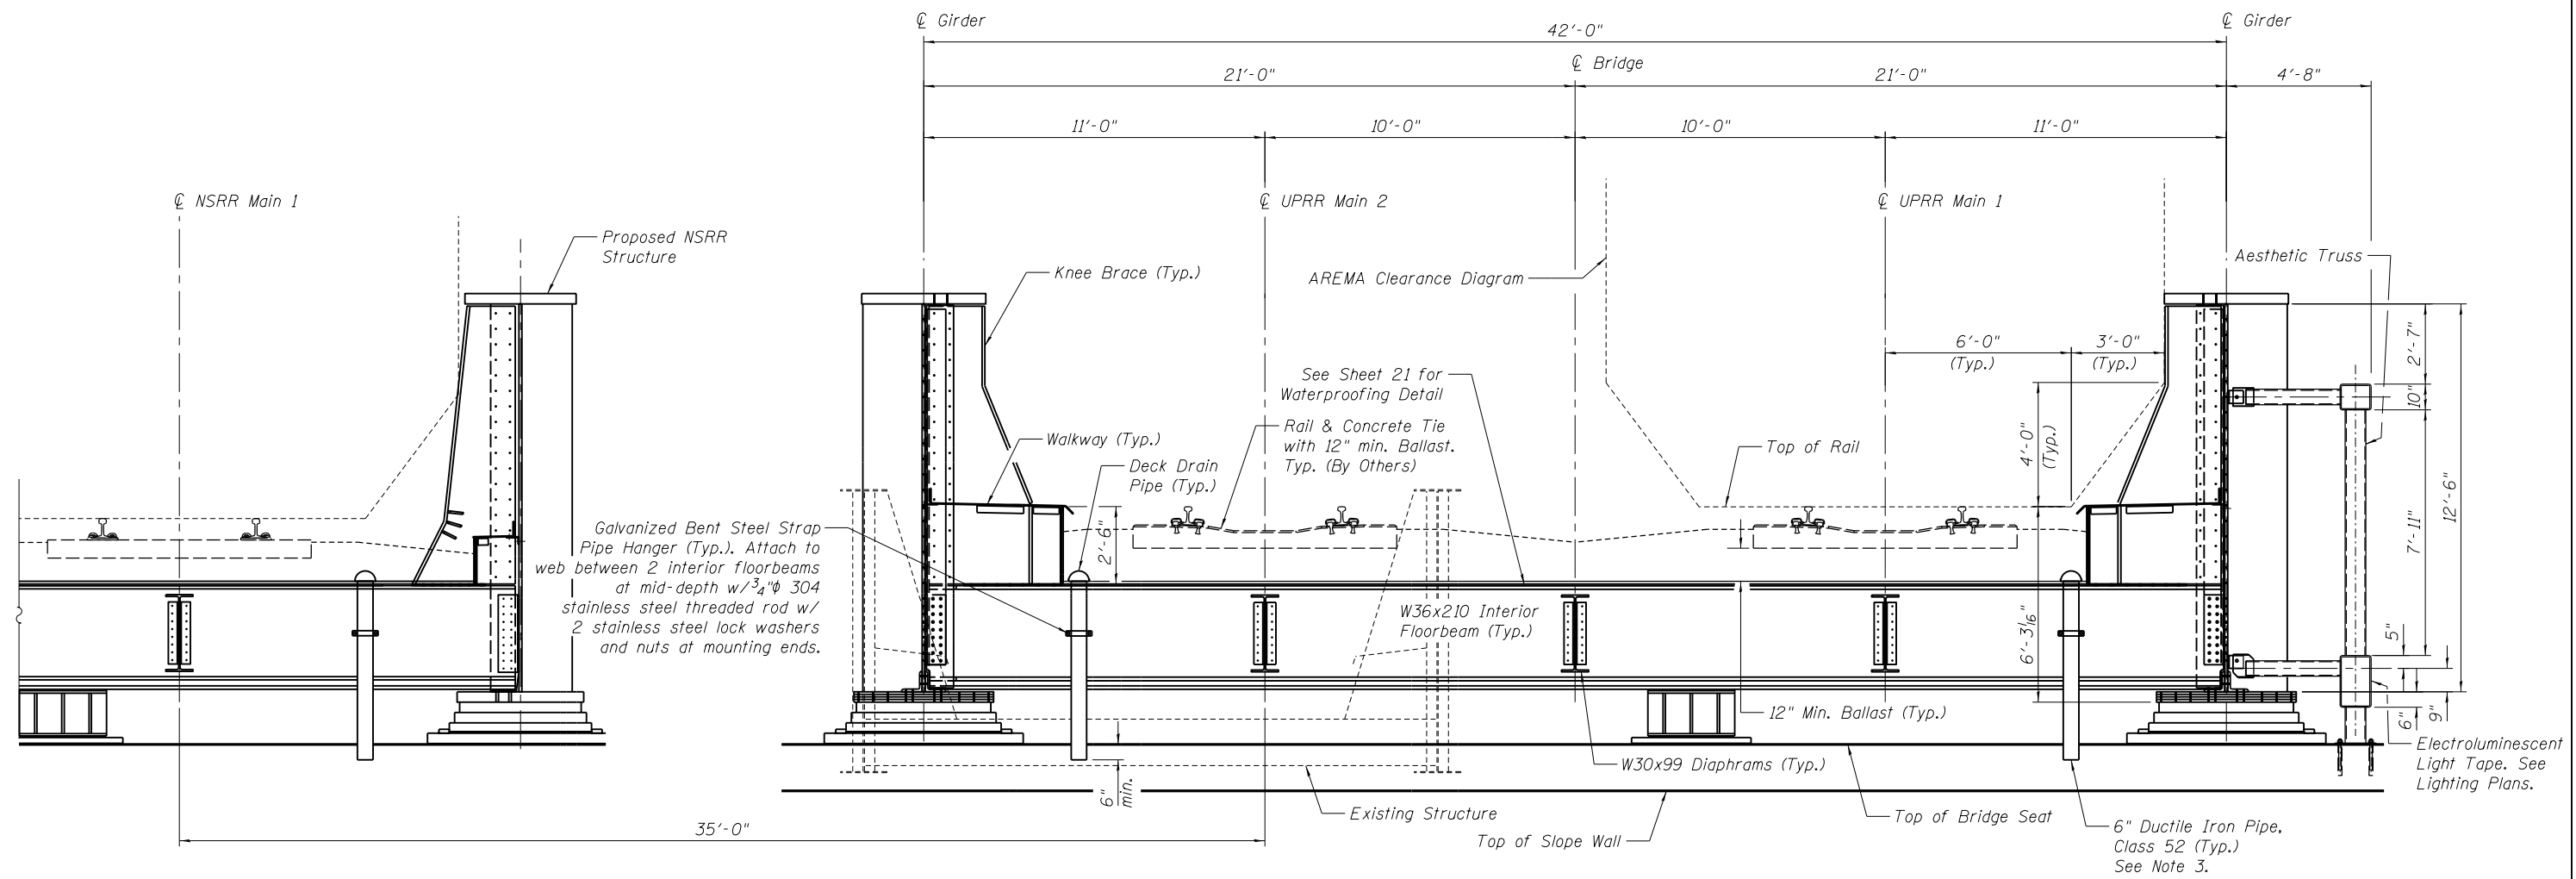 ℄ Girder
℄ Girder
42'-0"
℄ Bridge
21'-0"
21'-0"
4'-8"
11'-0"
10'-0"
10'-0"
11'-0"
℄ NSRR Main 1
℄ UPRR Main 2
℄ UPRR Main 1
Proposed NSRR
Structure
Knee Brace (Typ.)
AREMA Clearance Diagram
Aesthetic Truss
6'-0"
(Typ.)
3'-0"
(Typ.)
2'-7"
10"
See Sheet 21 for
Waterproofing Detail
Rail & Concrete Tie
with 12" min. Ballast.
Typ. (By Others)
Walkway (Typ.)
Top of Rail
4'-0"
(Typ.)
Deck Drain
Pipe (Typ.)
7'-11"
12'-6"
Galvanized Bent Steel Strap
Pipe Hanger (Typ.). Attach to
web between 2 interior floorbeams
at mid-depth w/ 3/4"ϕ 304
stainless steel threaded rod w/
2 stainless steel lock washers
and nuts at mounting ends.
2'-6"
W36x210 Interior
Floorbeam (Typ.)
6'-3 1/16"
5"
6"
9"
12" Min. Ballast (Typ.)
W30x99 Diaphrams (Typ.)
Electroluminescent
Light Tape. See
Lighting Plans.
6"
min.
Existing Structure
Top of Bridge Seat
35'-0"
Top of Slope Wall
6" Ductile Iron Pipe,
Class 52 (Typ.)
See Note 3.